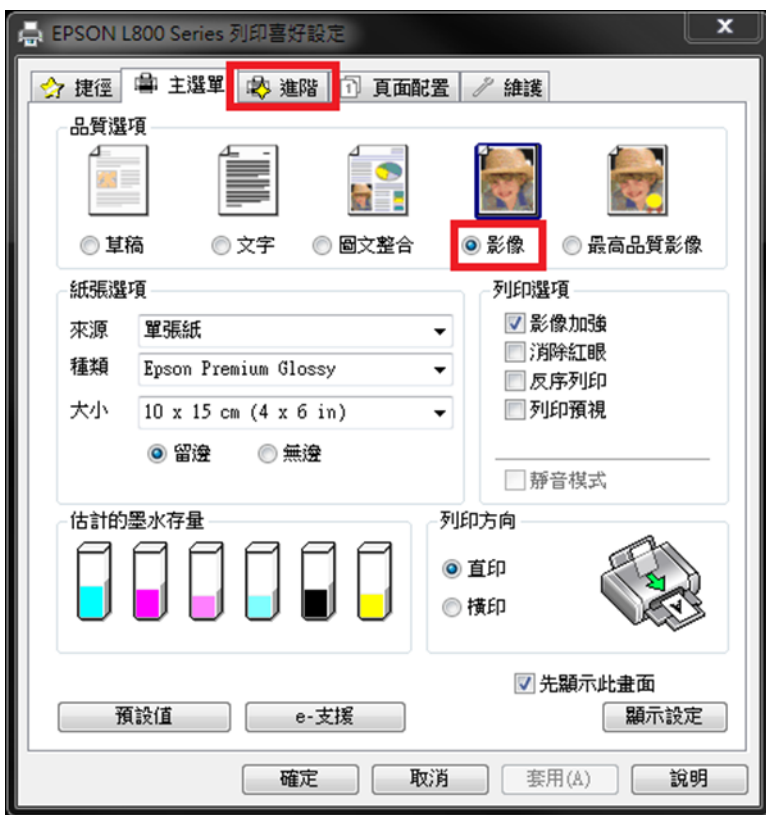 EPSON L800 Series 列印喜好設定
捷徑 主選單 進階 頁面配置 維護
品質選項
草稿 文字 圖文整合 影像 最高品質影像
紙張選項
來源 單張紙
種類 Epson Premium Glossy
大小 10 x 15 cm (4 x 6 in)
留邊 無邊
列印選項
影像加強
消除紅眼
反序列印
列印預視
靜音模式
估計的墨水存量
列印方向
直印
橫印
先顯示此畫面
預設值 e-支援 顯示設定
確定 取消 套用(A) 說明